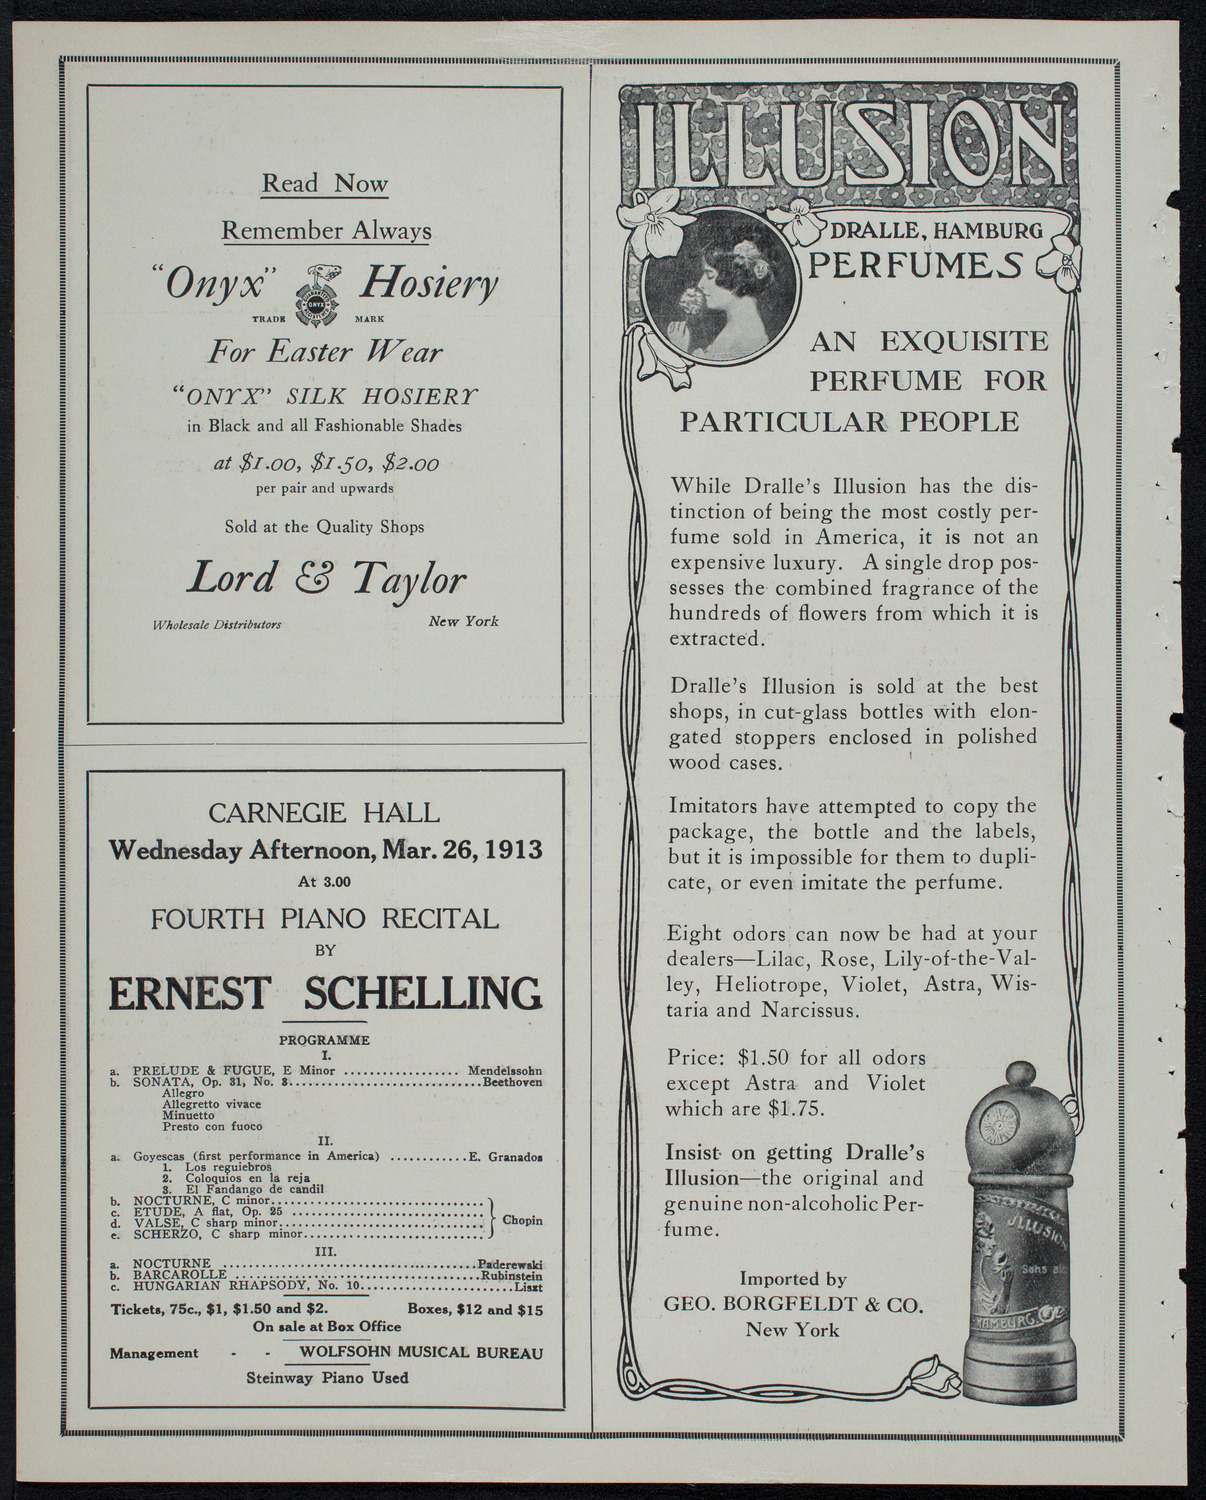 Read Now
Remember Always
"Onyx" Hosiery
ONYX
TRADE MARK
For Easter Wear
"ONYX" SILK HOSIERY
in Black and all Fashionable Shades
at $1.00, $1.50, $2.00
per pair and upwards
Sold at the Quality Shops
Lord & Taylor
Wholesale Distributors New York
CARNEGIE HALL
Wednesday Afternoon, Mar. 26, 1913
At 3.00
FOURTH PIANO RECITAL
BY
ERNEST SCHELLING
PROGRAMME
I.
a. PRELUDE & FUGUE, E Minor .................. Mendelssohn
b. SONATA, Op. 31, No. 3..............................Beethoven
Allegro
Allegretto vivace
Minuetto
Presto con fuoco
II.
a. Goyescas (first performance in America) ............E. Granados
1. Los reguiebros
2. Coloquios en la reja
3. El Fandango de candil
b. NOCTURNE, C minor..................................
c. ETUDE, A flat, Op. 25 ..............................
d. VALSE, C sharp minor................................ Chopin
e. SCHERZO, C sharp minor............................
III.
a. NOCTURNE ........................................Paderewski
b. BARCAROLLE ......................................Rubinstein
c. HUNGARIAN RHAPSODY, No. 10........................Liszt
Tickets, 75c., $1, $1.50 and $2. Boxes, $12 and $15
On sale at Box Office
Management - - WOLFSOHN MUSICAL BUREAU
Steinway Piano Used
ILLUSION
DRALLE, HAMBURG
PERFUMES
AN EXQUISITE
PERFUME FOR
PARTICULAR PEOPLE
While Dralle's Illusion has the dis-
tinction of being the most costly per-
fume sold in America, it is not an
expensive luxury. A single drop pos-
sesses the combined fragrance of the
hundreds of flowers from which it is
extracted.
Dralle's Illusion is sold at the best
shops, in cut-glass bottles with elon-
gated stoppers enclosed in polished
wood cases.
Imitators have attempted to copy the
package, the bottle and the labels,
but it is impossible for them to dupli-
cate, or even imitate the perfume.
Eight odors can now be had at your
dealers—Lilac, Rose, Lily-of-the-Val-
ley, Heliotrope, Violet, Astra, Wis-
taria and Narcissus.
Price: $1.50 for all odors
except Astra and Violet
which are $1.75.
Insist on getting Dralle's
Illusion—the original and
genuine non-alcoholic Per-
fume.
Imported by
GEO. BORGFELDT & CO.
New York
ILLUSION
HAMBURG